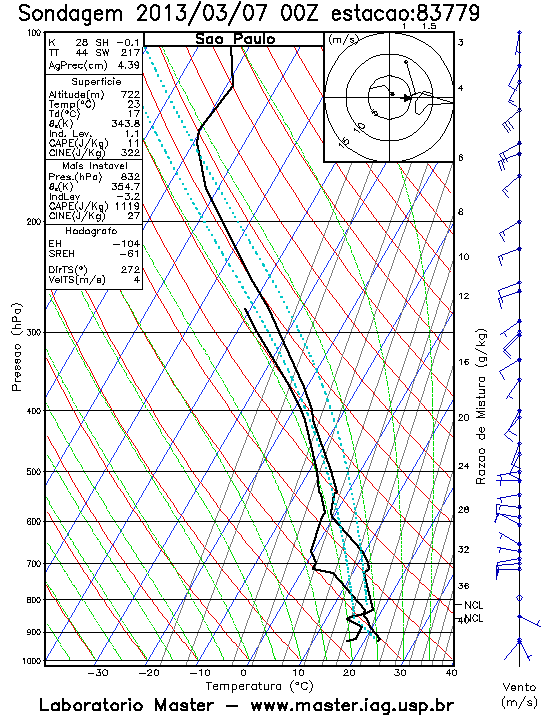 Sondagem 2013/03/07 00Z estacao:83779
Sao Paulo
K 28 SH -0.1
TT 44 SW 217
AgPrec(cm) 4.39
Superficie
Altitude(m) 722
Temp(°C) 23
Td(°C) 17
θe(K) 343.8
Ind. Lev. 1.1
CAPE(J/Kg) 11
CINE(J/Kg) 322
Mais Instavel
Pres.(hPa) 832
θe(K) 354.7
IndLev -3.2
CAPE(J/Kg) 1119
CINE(J/Kg) 27
Hodografo
EH -104
SREH -61
DirTS(°) 272
VelTS(m/s) 4
(m/s)
1 1.5
5
10
15
100
200
300
400
500
600
700
800
900
1000
Pressao (hPa)
3
4
6
8
10
12
16
20
24
28
32
36
40
NCL
NCL
Razao de Mistura (g/kg)
-30 -20 -10 0 10 20 30 40
Temperatura (°C)
Vento
(m/s)
Laboratorio Master - www.master.iag.usp.br